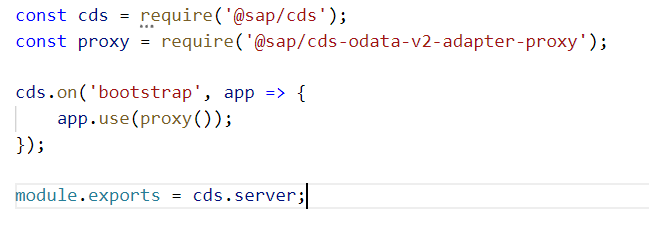 const cds = require('@sap/cds');
const proxy = require('@sap/cds-odata-v2-adapter-proxy');
cds.on('bootstrap', app => {
    app.use(proxy());
});
module.exports = cds.server;